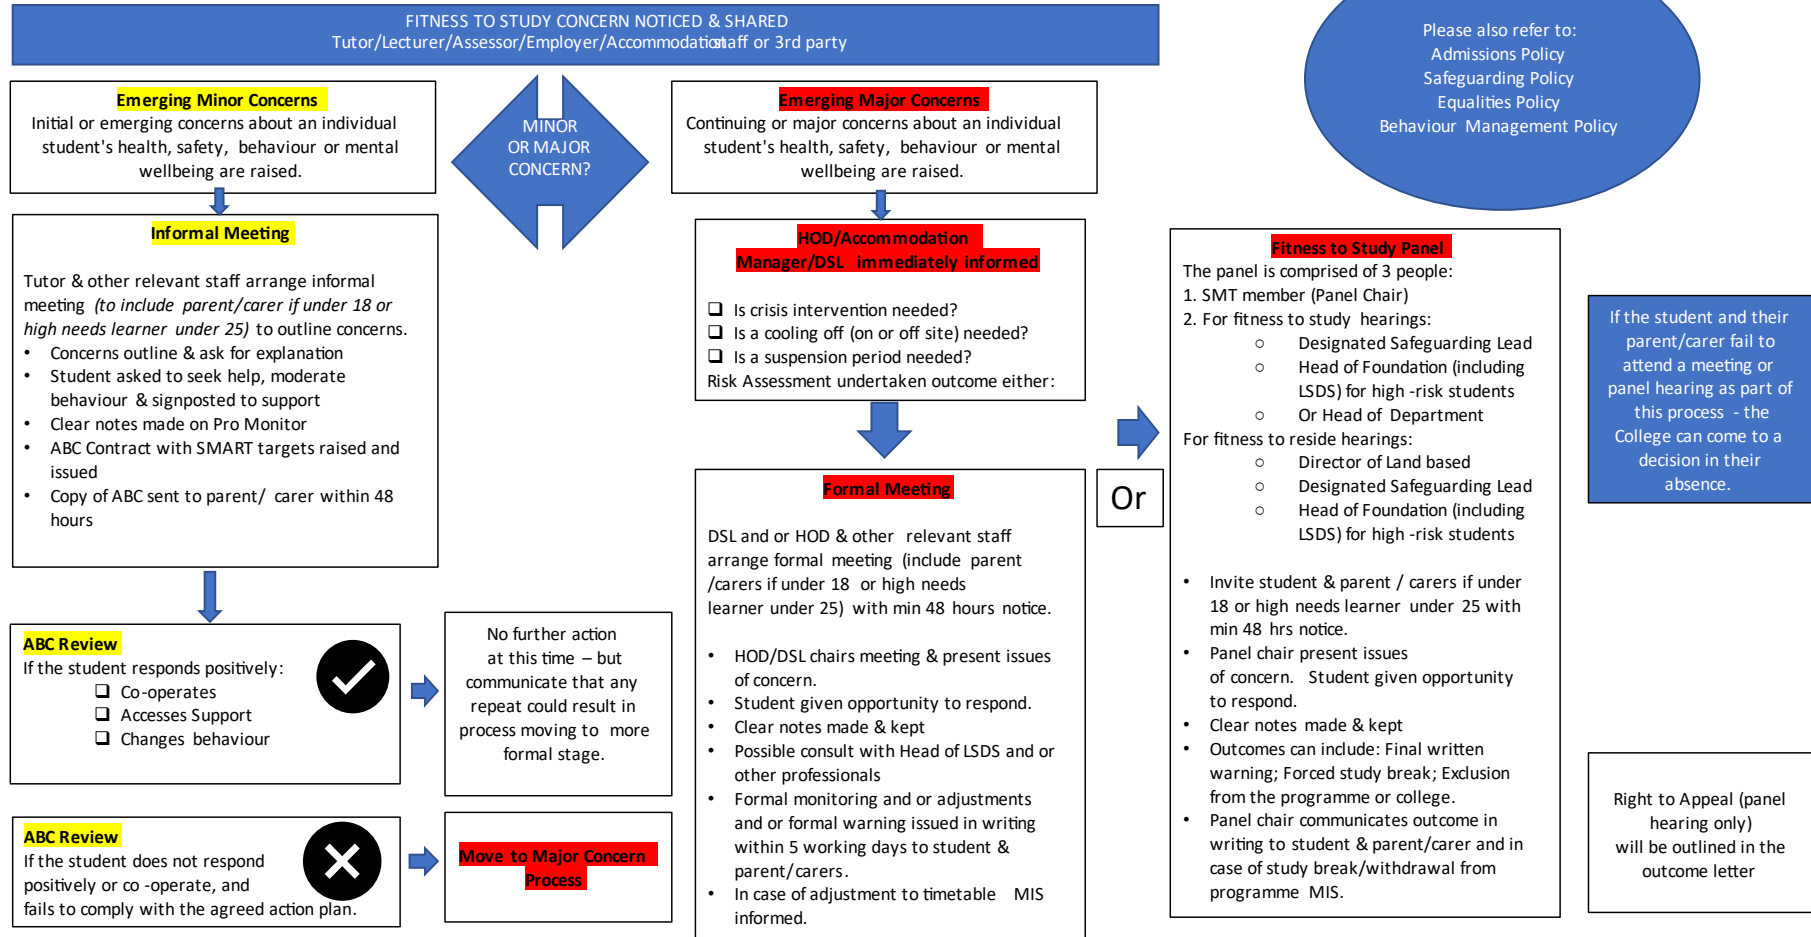 FITNESS TO STUDY CONCERN NOTICED & SHARED
Tutor/Lecturer/Assessor/Employer/Accommodation staff or 3rd party
Please also refer to:
Admissions Policy
Safeguarding Policy
Equalities Policy
Behaviour Management Policy
Emerging Minor Concerns
Initial or emerging concerns about an individual
student's health, safety, behaviour or mental
wellbeing are raised.
MINOR
OR MAJOR
CONCERN?
Emerging Major Concerns
Continuing or major concerns about an individual
student's health, safety, behaviour or mental
wellbeing are raised.
Informal Meeting
Tutor & other relevant staff arrange informal
meeting (to include parent/carer if under 18 or
high needs learner under 25) to outline concerns.
• Concerns outline & ask for explanation
• Student asked to seek help, moderate
behaviour & signposted to support
• Clear notes made on Pro Monitor
• ABC Contract with SMART targets raised and
issued
• Copy of ABC sent to parent/ carer within 48
hours
ABC Review
If the student responds positively:
❑ Co-operates
❑ Accesses Support
❑ Changes behaviour
No further action
at this time – but
communicate that any
repeat could result in
process moving to more
formal stage.
ABC Review
If the student does not respond
positively or co -operate, and
fails to comply with the agreed action plan.
Move to Major Concern
Process
HOD/Accommodation
Manager/DSL immediately informed
❑ Is crisis intervention needed?
❑ Is a cooling off (on or off site) needed?
❑ Is a suspension period needed?
Risk Assessment undertaken outcome either:
Formal Meeting
DSL and or HOD & other relevant staff
arrange formal meeting (include parent
/carers if under 18 or high needs
learner under 25) with min 48 hours notice.
• HOD/DSL chairs meeting & present issues
of concern.
• Student given opportunity to respond.
• Clear notes made & kept
• Possible consult with Head of LSDS and or
other professionals
• Formal monitoring and or adjustments
and or formal warning issued in writing
within 5 working days to student &
parent/carers.
• In case of adjustment to timetable MIS
informed.
Or
Fitness to Study Panel
The panel is comprised of 3 people:
1. SMT member (Panel Chair)
2. For fitness to study hearings:
○ Designated Safeguarding Lead
○ Head of Foundation (including
LSDS) for high -risk students
○ Or Head of Department
For fitness to reside hearings:
○ Director of Land based
○ Designated Safeguarding Lead
○ Head of Foundation (including
LSDS) for high -risk students
• Invite student & parent / carers if under
18 or high needs learner under 25 with
min 48 hrs notice.
• Panel chair present issues
of concern. Student given opportunity
to respond.
• Clear notes made & kept
• Outcomes can include: Final written
warning; Forced study break; Exclusion
from the programme or college.
• Panel chair communicates outcome in
writing to student & parent/carer and in
case of study break/withdrawal from
programme MIS.
If the student and their
parent/carer fail to
attend a meeting or
panel hearing as part of
this process - the
College can come to a
decision in their
absence.
Right to Appeal (panel
hearing only)
will be outlined in the
outcome letter